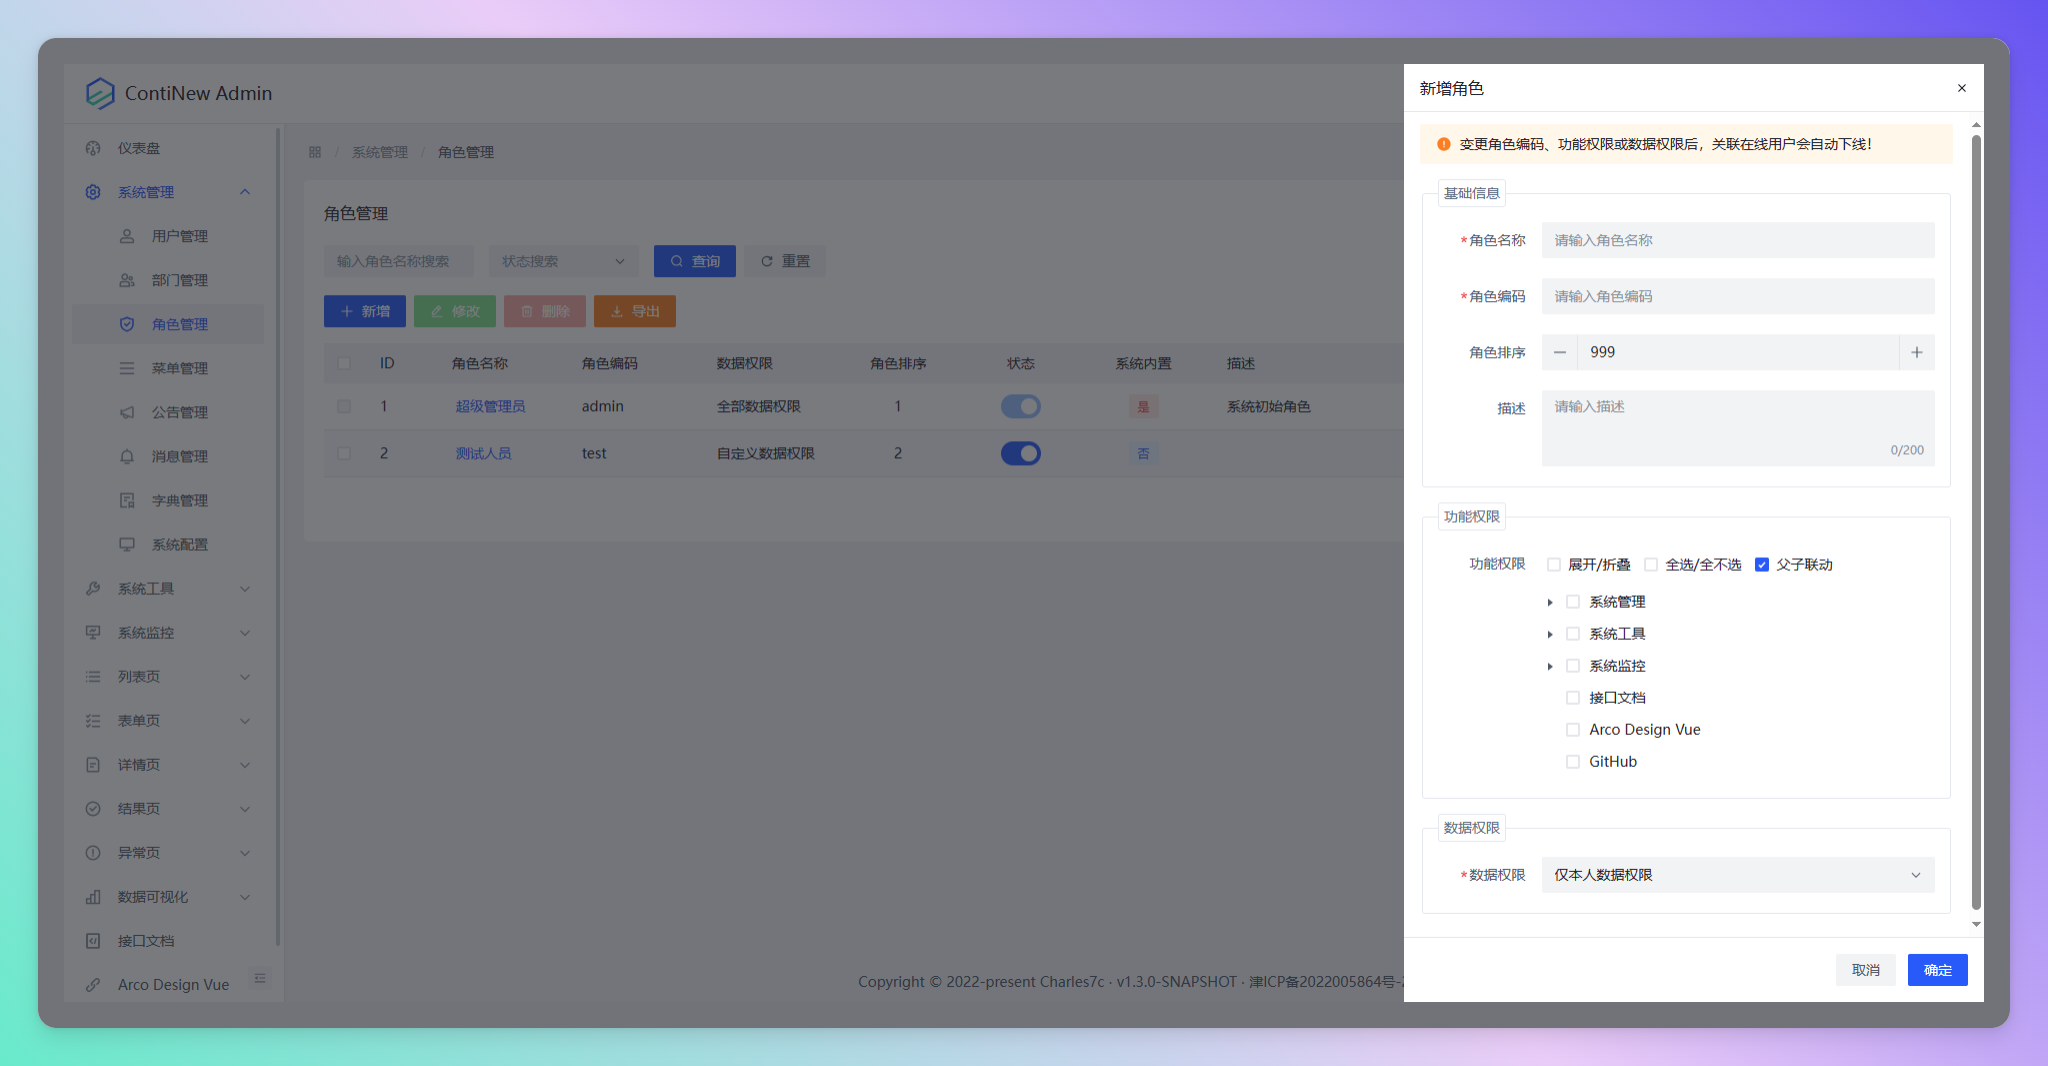 ContiNew Admin
仪表盘
系统管理
用户管理
部门管理
角色管理
菜单管理
公告管理
消息管理
字典管理
系统配置
系统工具
系统监控
列表页
表单页
详情页
结果页
异常页
数据可视化
接口文档
Arco Design Vue
系统管理 / 角色管理
角色管理
输入角色名称搜索 状态搜索 查询 重置
新增 修改 删除 导出
ID 角色名称 角色编码 数据权限 角色排序 状态 系统内置 描述
1 超级管理员 admin 全部数据权限 1 是 系统初始角色
2 测试人员 test 自定义数据权限 2 否
Copyright © 2022-present Charles7c · v1.3.0-SNAPSHOT · 津ICP备2022005864号-
新增角色
变更角色编码、功能权限或数据权限后，关联在线用户会自动下线！
基础信息
*角色名称 请输入角色名称
*角色编码 请输入角色编码
角色排序 999
描述 请输入描述
0/200
功能权限
功能权限 展开/折叠 全选/全不选 父子联动
系统管理
系统工具
系统监控
接口文档
Arco Design Vue
GitHub
数据权限
*数据权限 仅本人数据权限
取消 确定